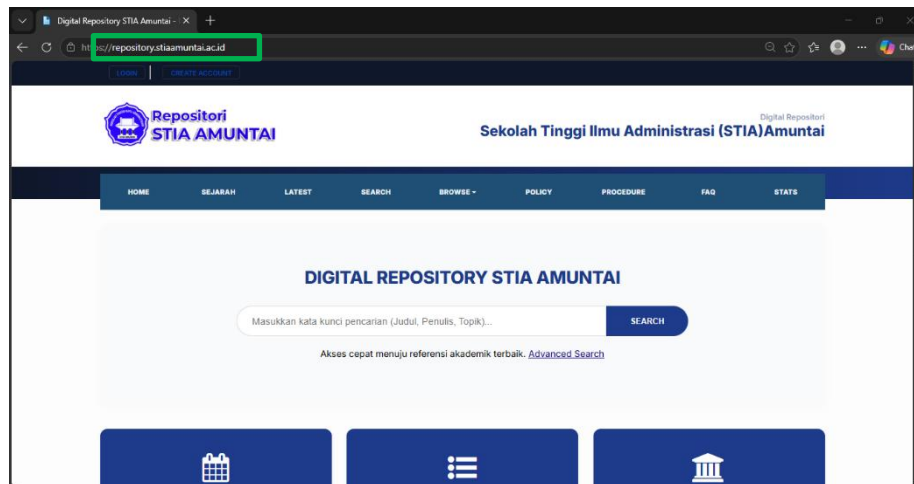 Digital Repository STIA Amuntai -
https://repository.stiaamuntai.ac.id
LOGIN
CREATE ACCOUNT
Repositori
STIA AMUNTAI
Digital Repositori
Sekolah Tinggi Ilmu Administrasi (STIA)Amuntai
HOME SEJARAH LATEST SEARCH BROWSE POLICY PROCEDURE FAQ STATS
DIGITAL REPOSITORY STIA AMUNTAI
Masukkan kata kunci pencarian (Judul, Penulis, Topik)...
SEARCH
Akses cepat menuju referensi akademik terbaik. Advanced Search